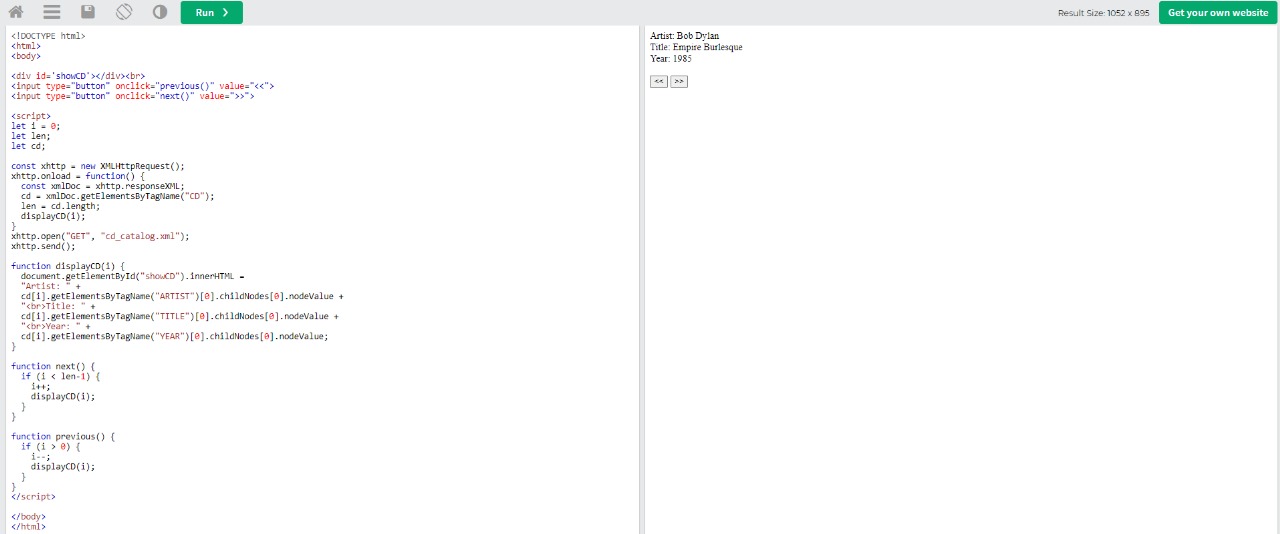 Run ❯
Result Size: 1052 x 895
Get your own website
<!DOCTYPE html>
<html>
<body>

<div id='showCD'></div><br>
<input type="button" onclick="previous()" value="<<">
<input type="button" onclick="next()" value=">>">

<script>
let i = 0;
let len;
let cd;

const xhttp = new XMLHttpRequest();
xhttp.onload = function() {
  const xmlDoc = xhttp.responseXML;
  cd = xmlDoc.getElementsByTagName("CD");
  len = cd.length;
  displayCD(i);
}
xhttp.open("GET", "cd_catalog.xml");
xhttp.send();

function displayCD(i) {
  document.getElementById("showCD").innerHTML =
  "Artist: " +
  cd[i].getElementsByTagName("ARTIST")[0].childNodes[0].nodeValue +
  "<br>Title: " +
  cd[i].getElementsByTagName("TITLE")[0].childNodes[0].nodeValue +
  "<br>Year: " +
  cd[i].getElementsByTagName("YEAR")[0].childNodes[0].nodeValue;
}

function next() {
  if (i < len-1) {
    i++;
    displayCD(i);
  }
}

function previous() {
  if (i > 0) {
    i--;
    displayCD(i);
  }
}
</script>

</body>
</html>
Artist: Bob Dylan
Title: Empire Burlesque
Year: 1985
<< >>